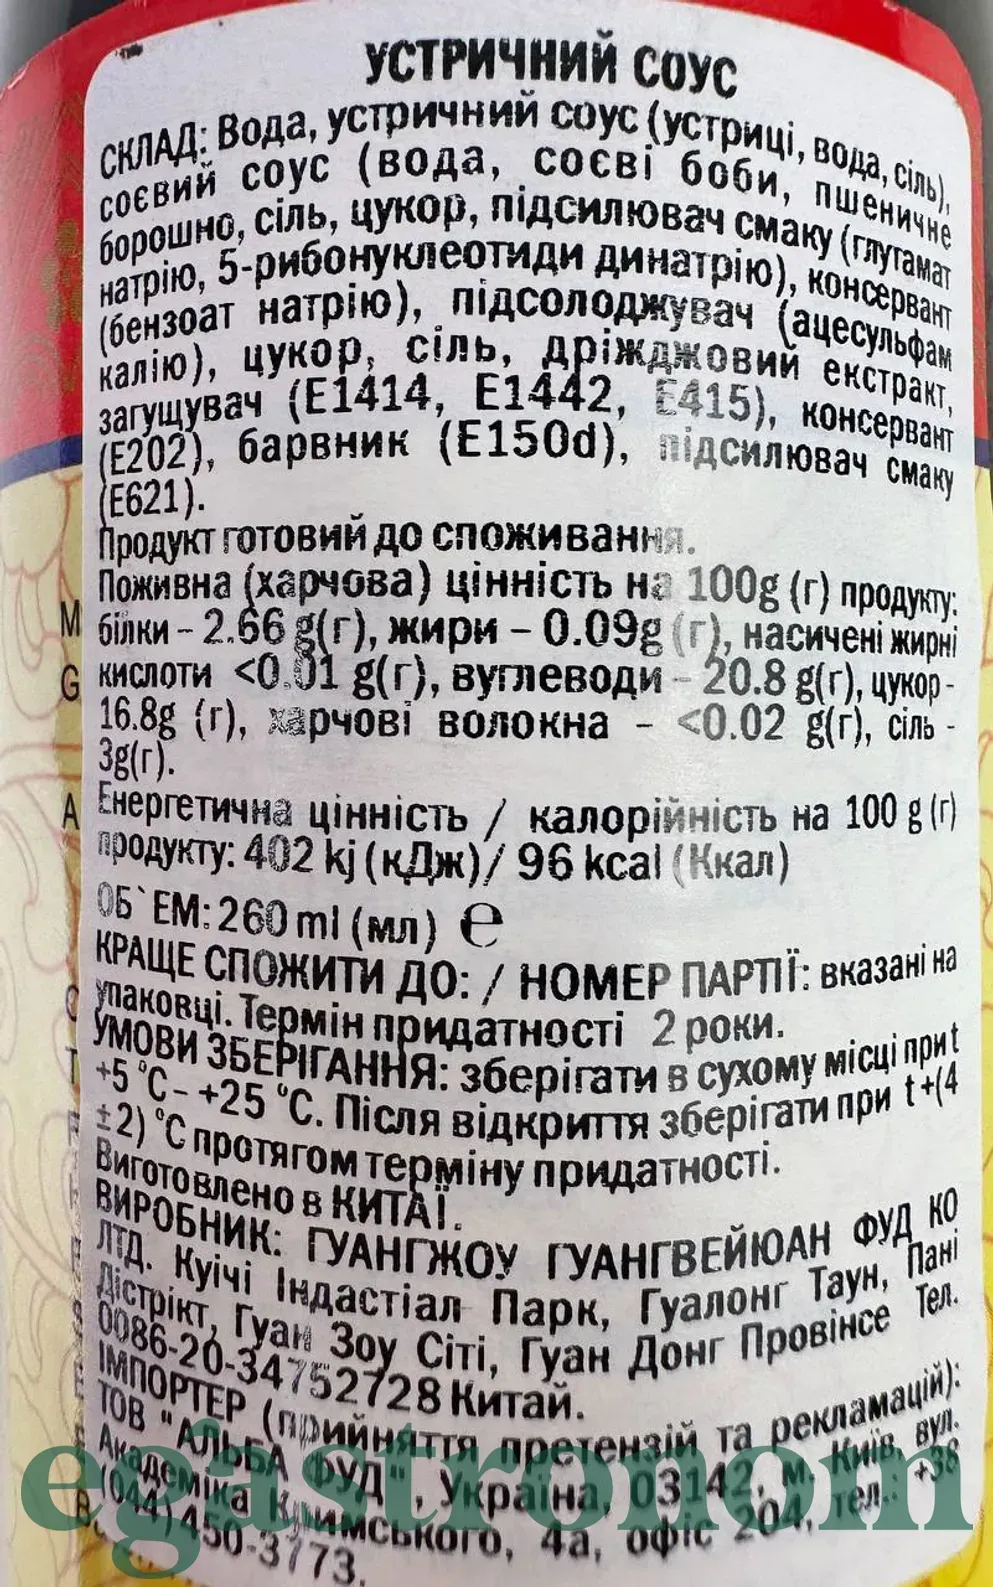 УСТРИЧНИЙ СОУС
СКЛАД: Вода, устричний соус (устриці, вода, сіль),
соєвий соус (вода, соєві боби, пшеничне
борошно, сіль, цукор, підсилювач смаку (глутамат
натрію, 5-рибонуклеотиди динатрію), консервант
(бензоат натрію), підсолоджувач (ацесульфам
калію), цукор, сіль, дріжджовий екстракт,
загущувач (Е1414, Е1442, Е415), консервант
(Е202), барвник (E150d), підсилювач смаку
(Е621).
Продукт готовий до споживання.
Поживна (харчова) цінність на 100g (г) продукту:
білки – 2.66 g(г), жири – 0.09g (г), насичені жирні
кислоти <0.01 g(г), вуглеводи – 20.8 g(г), цукор -
16.8g (г), харчові волокна - <0.02 g(г), сіль -
3g(г).
Енергетична цінність / калорійність на 100 g (г)
продукту: 402 kj (кДж)/ 96 kcal (Ккал)
ОБ`ЕМ: 260 ml (мл) e
КРАЩЕ СПОЖИТИ ДО: / НОМЕР ПАРТІЇ: вказані на
упаковці. Термін придатності 2 роки.
УМОВИ ЗБЕРІГАННЯ: зберігати в сухому місці при t
+5 °C – +25 °C. Після відкриття зберігати при t +(4
±2) °C протягом терміну придатності.
Виготовлено в КИТАЇ.
ВИРОБНИК: ГУАНГЖОУ ГУАНГВЕЙЮАН ФУД КО
ЛТД. Куічі Індастіал Парк, Гуалонг Таун, Пані
Дістрікт, Гуан Зоу Сіті, Гуан Донг Провінсе Тел.
0086-20-34752728 Китай.
ІМПОРТЕР (прийняття претензій та рекламацій):
ТОВ "АЛЬБА ФУД", Україна, 03142, м. Київ, вул.
Академіка Кримського, 4а, офіс 204, тел.: +38
(044) 450-3773.
egastronom